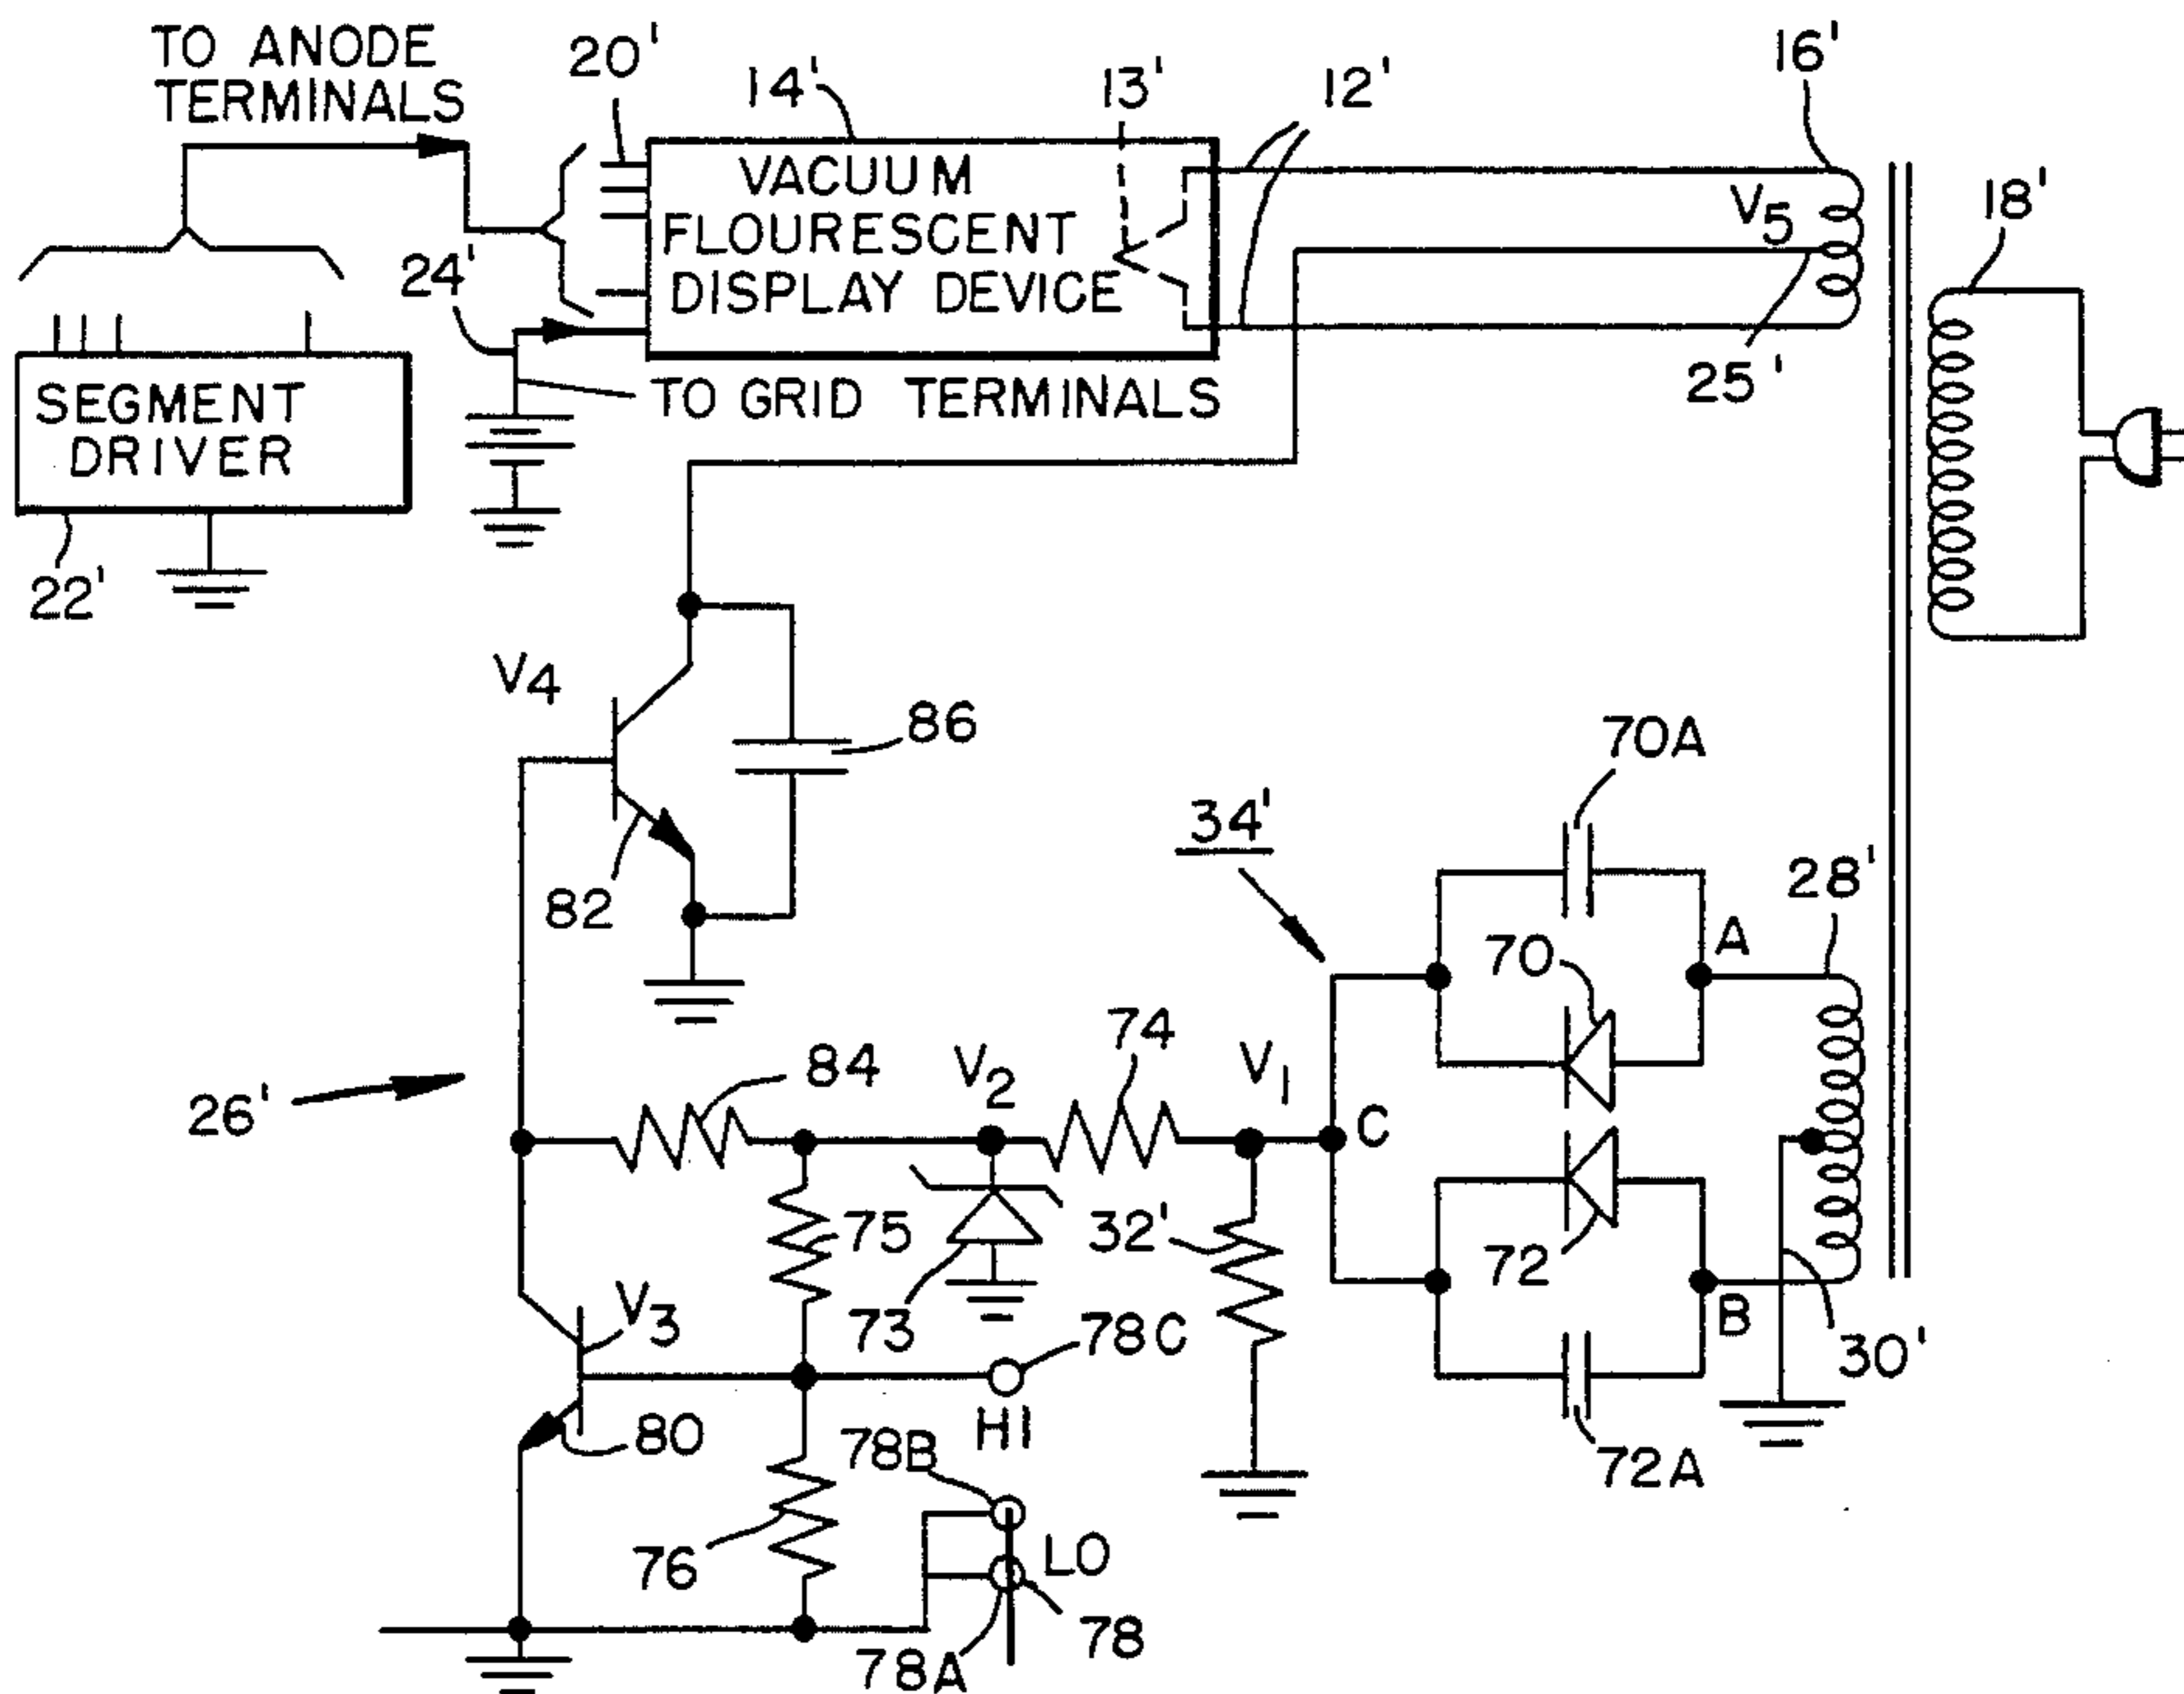 TO ANODE
TERMINALS
20'
14'
13'
12'
16'
VACUUM
FLOURESCENT
DISPLAY DEVICE
V5
18'
24'
25'
TO GRID TERMINALS
SEGMENT
DRIVER
22'
V4
86
82
70A
34'
28'
A
70
74
V1
C
V2
84
26'
75
73
32'
72
B
30'
V3
78C
HI
80
78B
72A
76
LO
78
78A